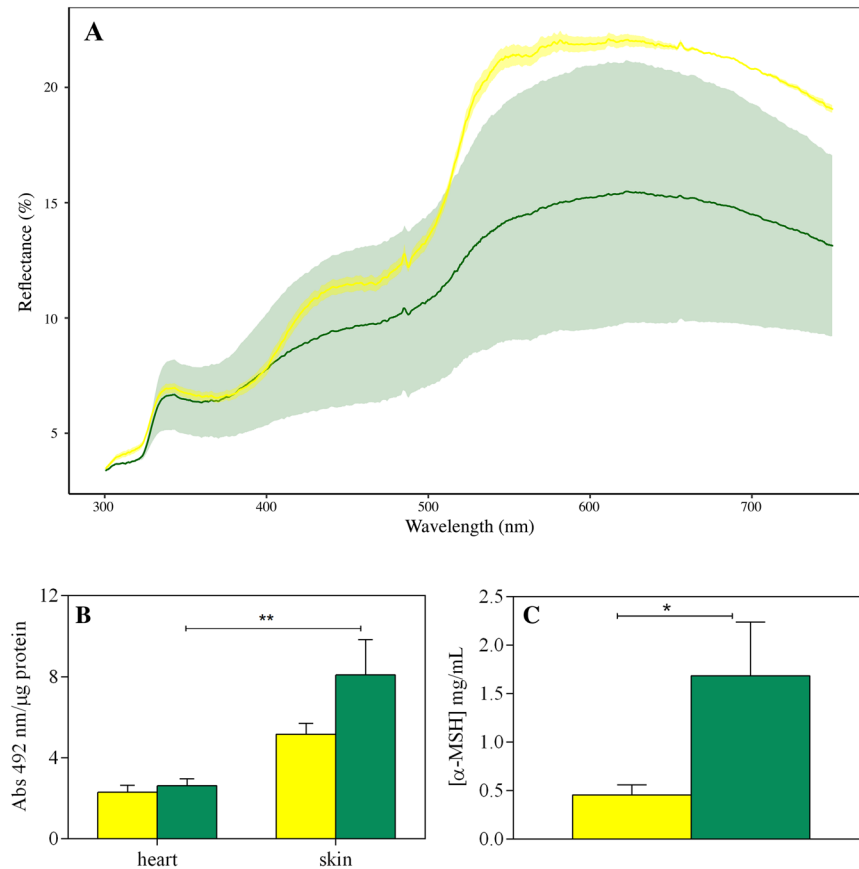 A
20
15
10
5
Reflectance (%)
300 400 500 600 700
Wavelength (nm)
B
12
8
4
0
Abs 492 nm/µg protein
**
heart skin
C
2.5
2.0
1.5
1.0
0.5
0.0
[α-MSH] mg/mL
*